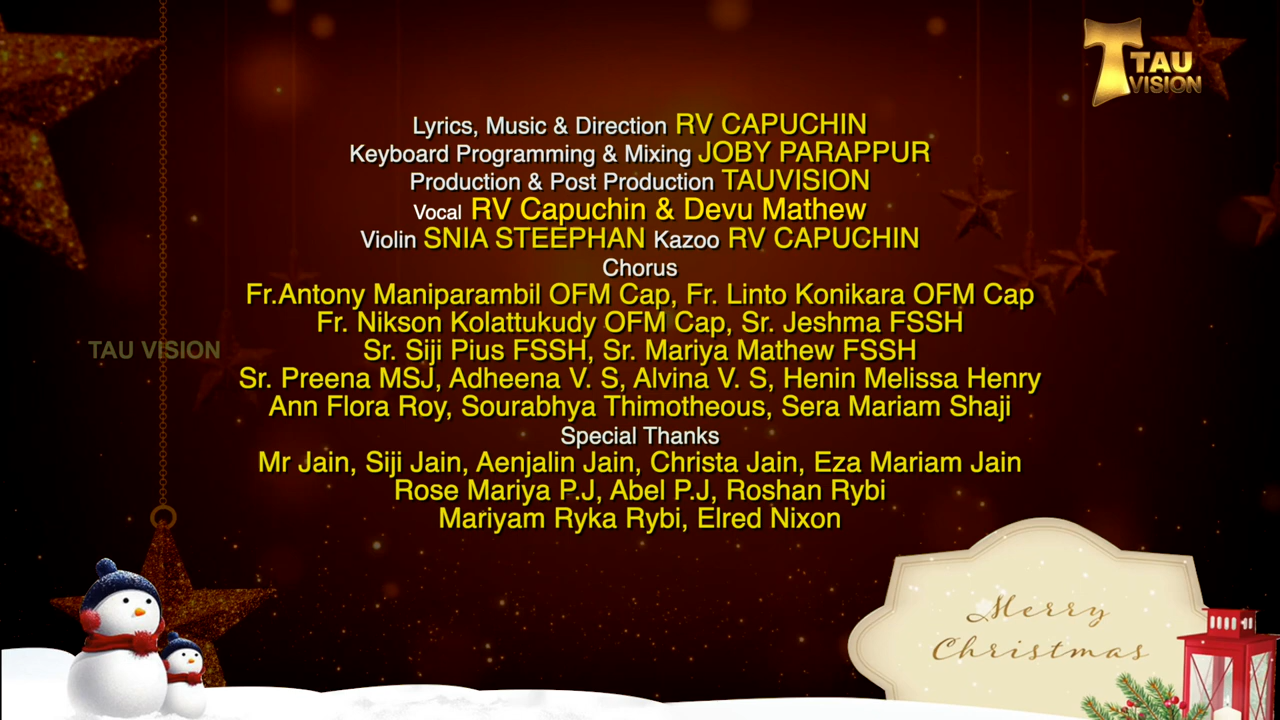 TAU
VISION
Lyrics, Music & Direction RV CAPUCHIN
Keyboard Programming & Mixing JOBY PARAPPUR
Production & Post Production TAUVISION
Vocal RV Capuchin & Devu Mathew
Violin SNIA STEEPHAN Kazoo RV CAPUCHIN
Chorus
Fr.Antony Maniparambil OFM Cap, Fr. Linto Konikara OFM Cap
Fr. Nikson Kolattukudy OFM Cap, Sr. Jeshma FSSH
Sr. Siji Pius FSSH, Sr. Mariya Mathew FSSH
TAU VISION
Sr. Preena MSJ, Adheena V. S, Alvina V. S, Henin Melissa Henry
Ann Flora Roy, Sourabhya Thimotheous, Sera Mariam Shaji
Special Thanks
Mr Jain, Siji Jain, Aenjalin Jain, Christa Jain, Eza Mariam Jain
Rose Mariya P.J, Abel P.J, Roshan Rybi
Mariyam Ryka Rybi, Elred Nixon
Merry
Christmas